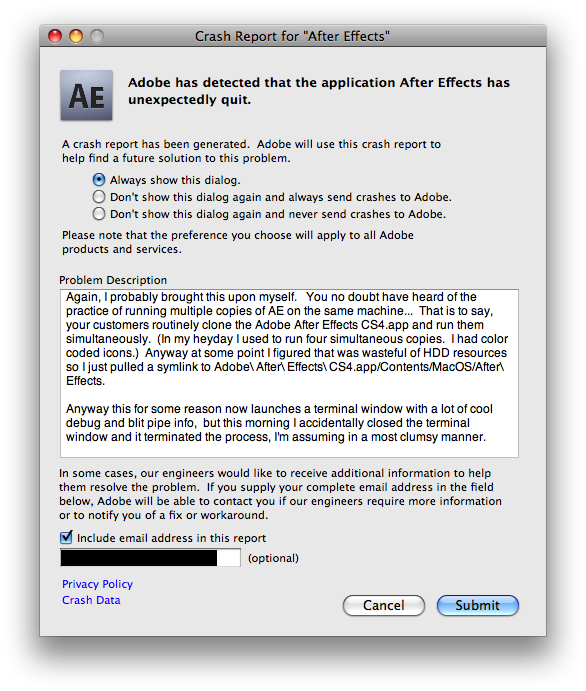 Crash Report for "After Effects"
AE
Adobe has detected that the application After Effects has
unexpectedly quit.
A crash report has been generated.  Adobe will use this crash report to
help find a future solution to this problem.
Always show this dialog.
Don't show this dialog again and always send crashes to Adobe.
Don't show this dialog again and never send crashes to Adobe.
Please note that the preference you choose will apply to all Adobe
products and services.
Problem Description
Again, I probably brought this upon myself.   You no doubt have heard of the
practice of running multiple copies of AE on the same machine...  That is to say,
your customers routinely clone the Adobe After Effects CS4.app and run them
simultaneously.  (In my heyday I used to run four simultaneous copies.  I had color
coded icons.)  Anyway at some point I figured that was wasteful of HDD resources
so I just pulled a symlink to Adobe\ After\ Effects\ CS4.app/Contents/MacOS/After\
Effects.
Anyway this for some reason now launches a terminal window with a lot of cool
debug and blit pipe info,  but this morning I accidentally closed the terminal
window and it terminated the process, I'm assuming in a most clumsy manner.
In some cases, our engineers would like to receive additional information to help
them resolve the problem.  If you supply your complete email address in the field
below, Adobe will be able to contact you if our engineers require more information
or to notify you of a fix or workaround.
Include email address in this report
(optional)
Privacy Policy
Crash Data
Cancel
Submit